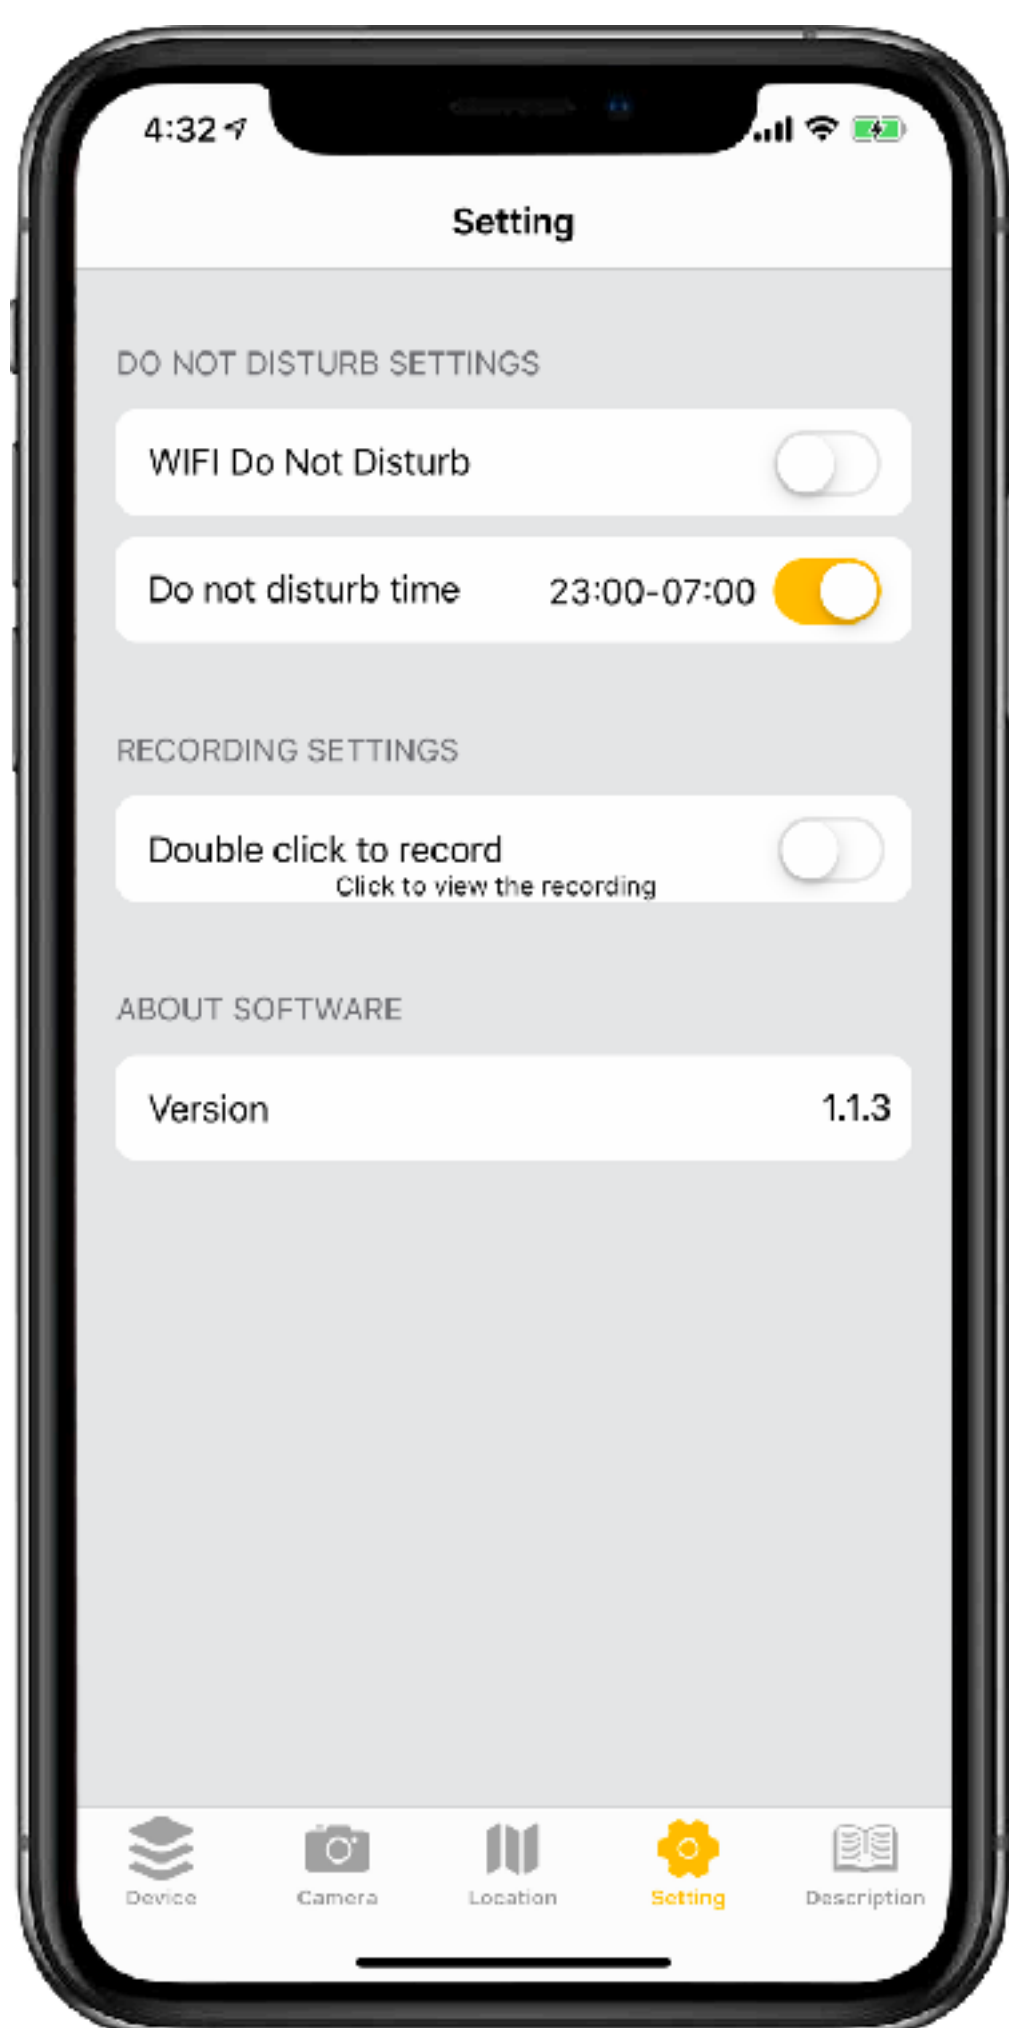 4:32
Setting
DO NOT DISTURB SETTINGS
WIFI Do Not Disturb
Do not disturb time 23:00-07:00
RECORDING SETTINGS
Double click to record
Click to view the recording
ABOUT SOFTWARE
Version 1.1.3
Device Camera Location Setting Description